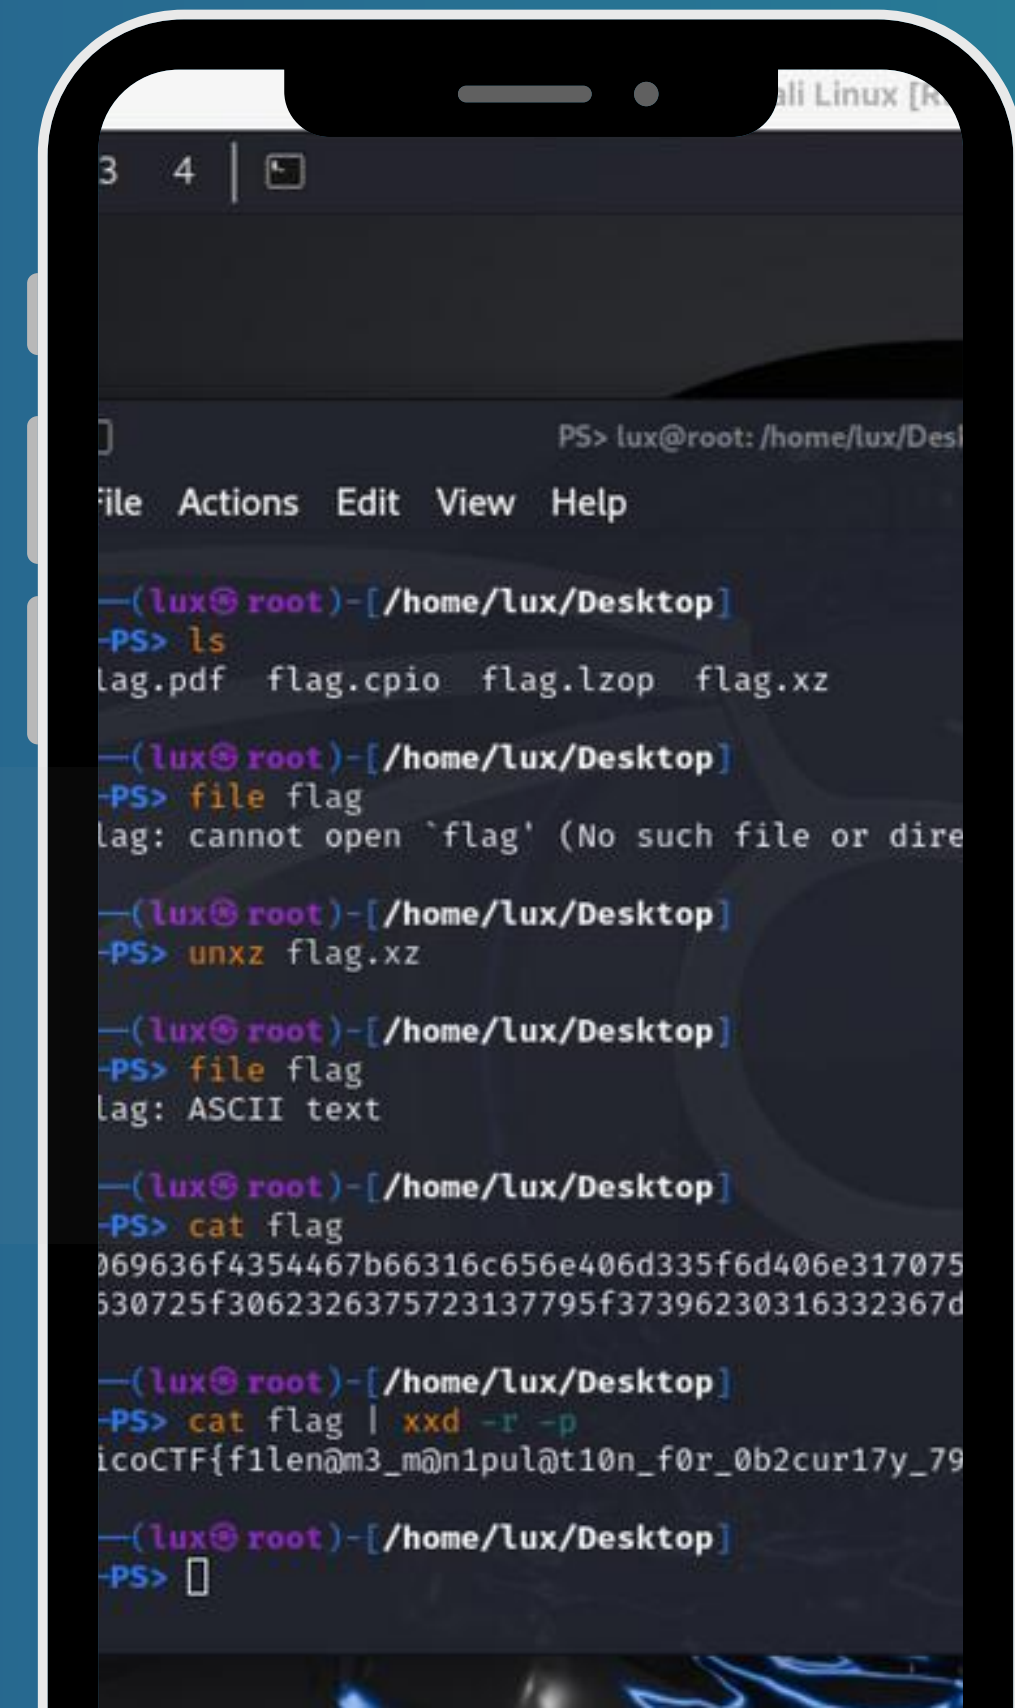 ali Linux [R
3 4
PS> lux@root: /home/lux/Desk
File Actions Edit View Help
—(lux㉿root)-[/home/lux/Desktop]
-PS> ls
lag.pdf flag.cpio flag.lzop flag.xz
—(lux㉿root)-[/home/lux/Desktop]
-PS> file flag
lag: cannot open `flag' (No such file or dire
—(lux㉿root)-[/home/lux/Desktop]
-PS> unxz flag.xz
—(lux㉿root)-[/home/lux/Desktop]
-PS> file flag
lag: ASCII text
—(lux㉿root)-[/home/lux/Desktop]
-PS> cat flag
069636f4354467b66316c656e406d335f6d406e317075
630725f3062326375723137795f37396230316332367d
—(lux㉿root)-[/home/lux/Desktop]
-PS> cat flag | xxd -r -p
icoCTF{f1len@m3_m@n1pul@t10n_f0r_0b2cur17y_79
—(lux㉿root)-[/home/lux/Desktop]
-PS>